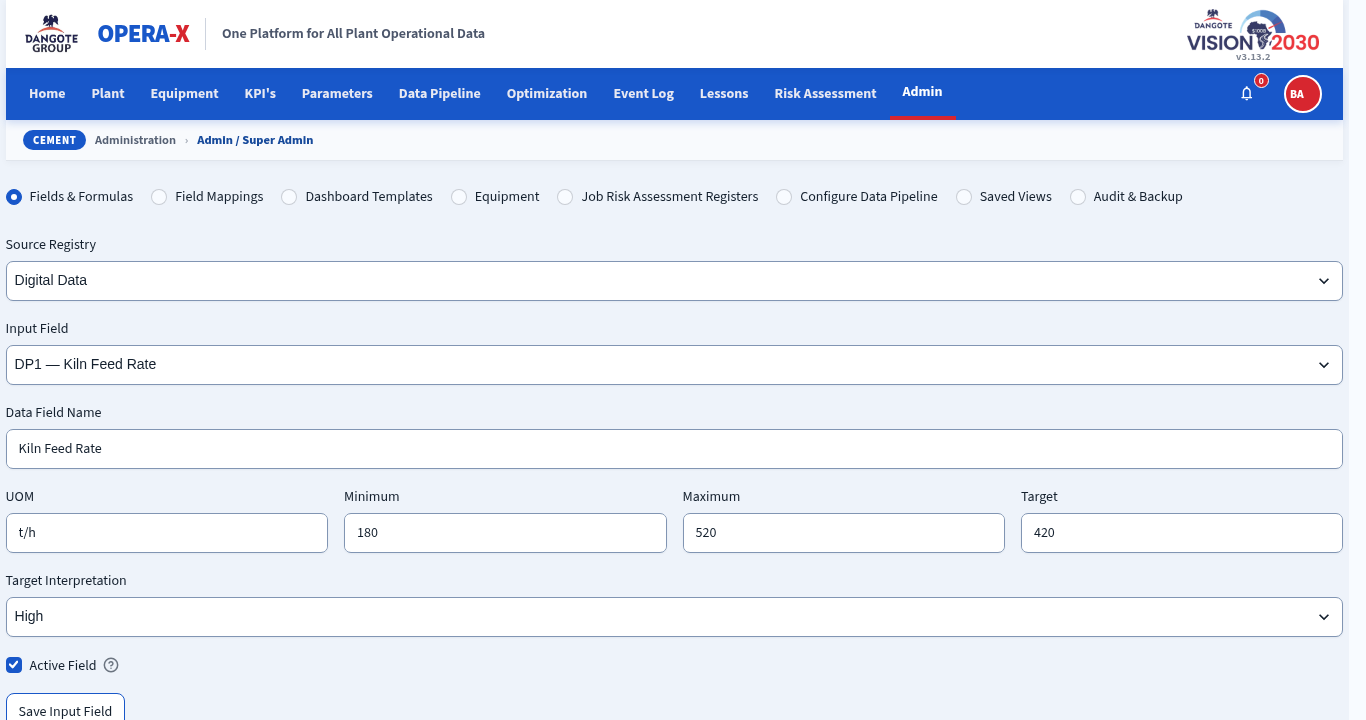 DANGOTE
GROUP
OPERA-X
One Platform for All Plant Operational Data
DANGOTE
VISION 2030
v3.13.2
Home Plant Equipment KPI's Parameters Data Pipeline Optimization Event Log Lessons Risk Assessment Admin
0
BA
CEMENT Administration › Admin / Super Admin
Fields & Formulas Field Mappings Dashboard Templates Equipment Job Risk Assessment Registers Configure Data Pipeline Saved Views Audit & Backup
Source Registry
Digital Data
Input Field
DP1 — Kiln Feed Rate
Data Field Name
Kiln Feed Rate
UOM Minimum Maximum Target
t/h 180 520 420
Target Interpretation
High
Active Field ?
Save Input Field